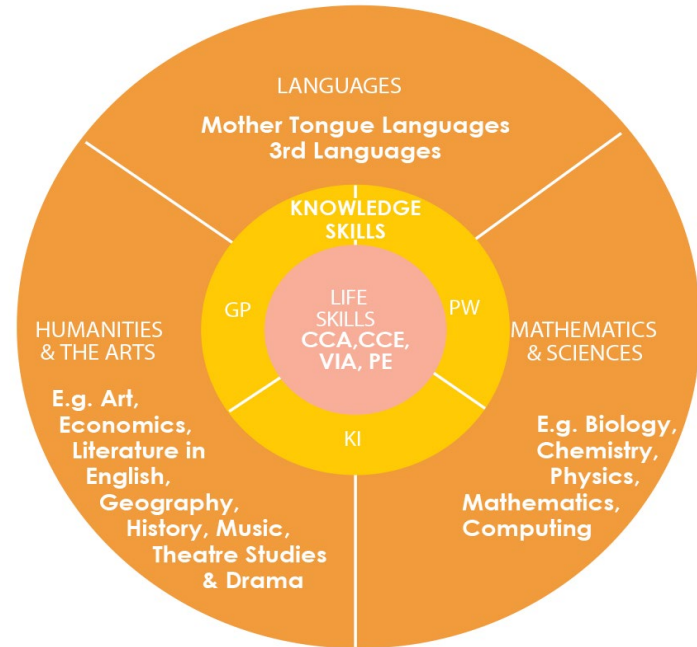 LANGUAGES
Mother Tongue Languages
3rd Languages
KNOWLEDGE
SKILLS
GP
PW
LIFE
SKILLS
CCA,CCE,
VIA, PE
KI
HUMANITIES
& THE ARTS
E.g. Art,
Economics,
Literature in
English,
Geography,
History, Music,
Theatre Studies
& Drama
MATHEMATICS
& SCIENCES
E.g. Biology,
Chemistry,
Physics,
Mathematics,
Computing